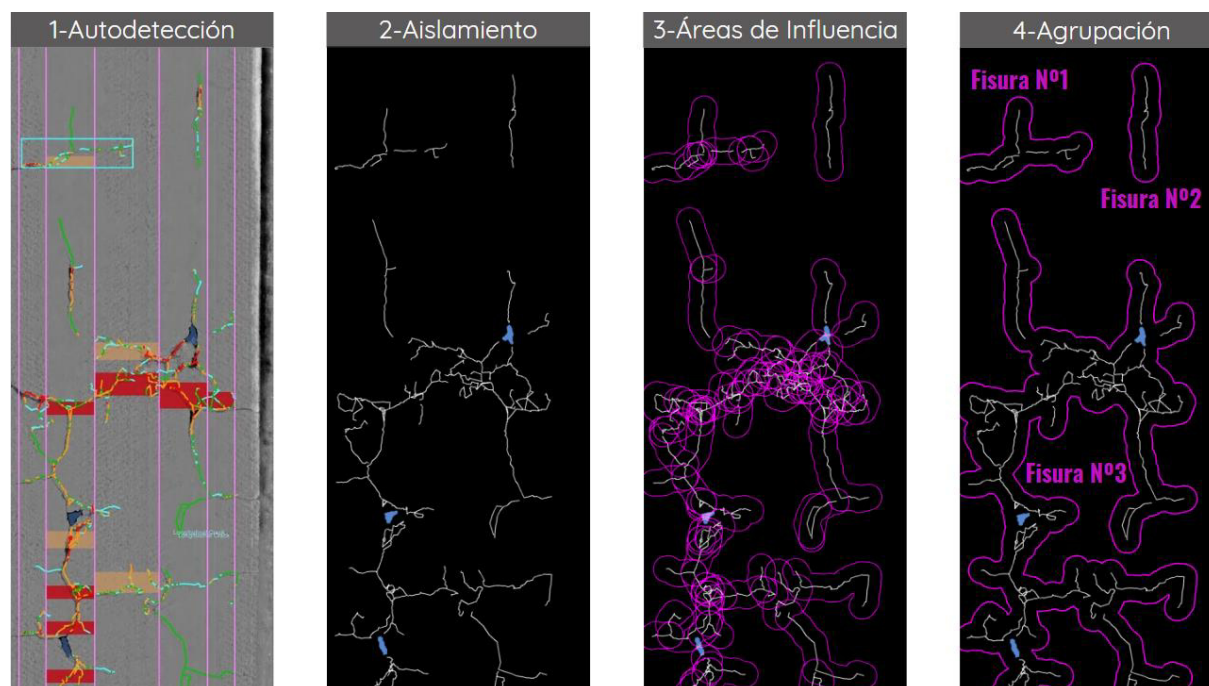 1-Autodetección
2-Aislamiento
3-Áreas de Influencia
4-Agrupación
Fisura Nº1
Fisura Nº2
Fisura Nº3